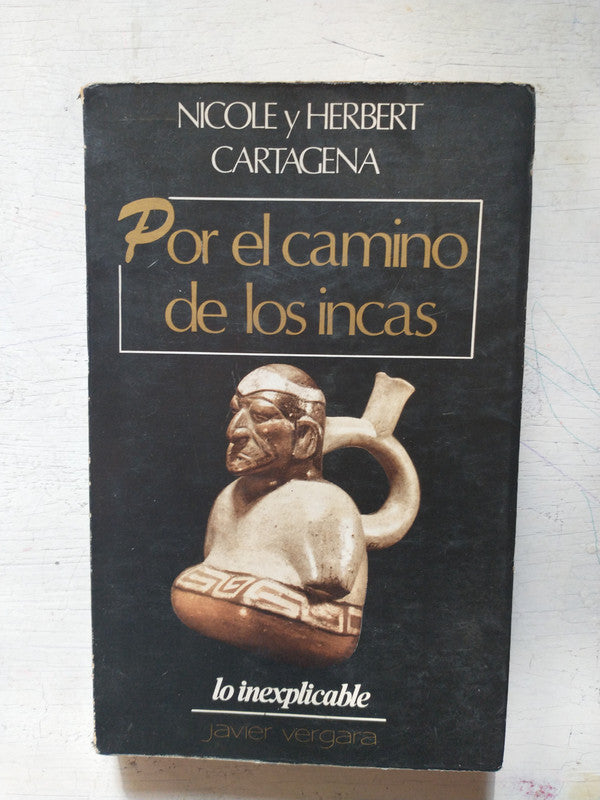 NICOLE y HERBERT
CARTAGENA
Por el camino
de los incas
lo inexplicable
javier vergara